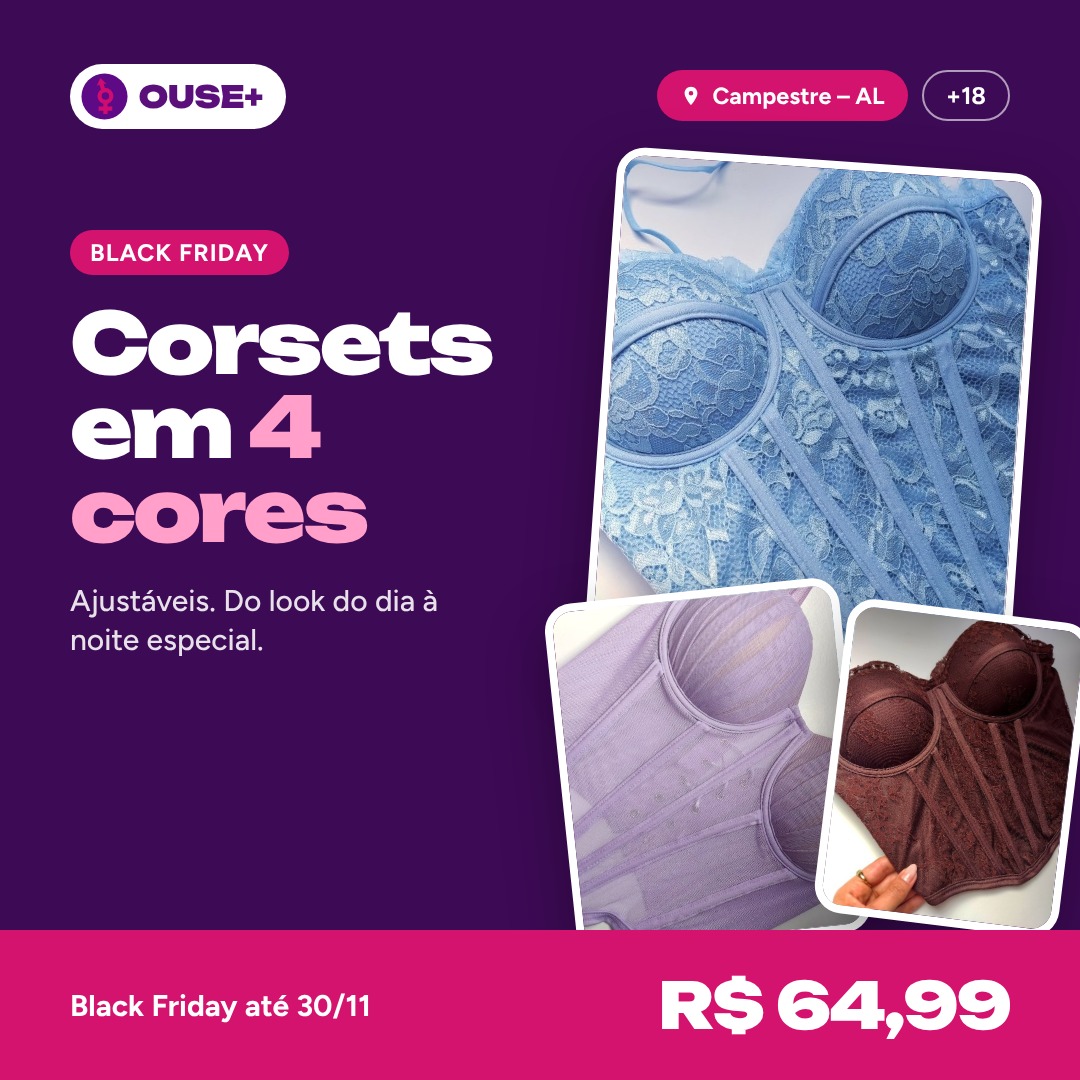 OUSE+
Campestre – AL
+18
BLACK FRIDAY
Corsets
em 4
cores
Ajustáveis. Do look do dia à
noite especial.
Black Friday até 30/11
R$ 64,99